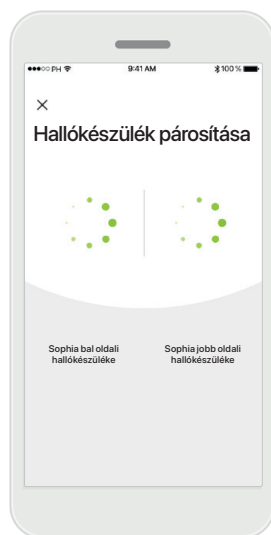 ●●●○○ PH 9:41 AM 100 %
×
Hallókészülék párosítása
Sophia bal oldali
hallókészüléke
Sophia jobb oldali
hallókészüléke